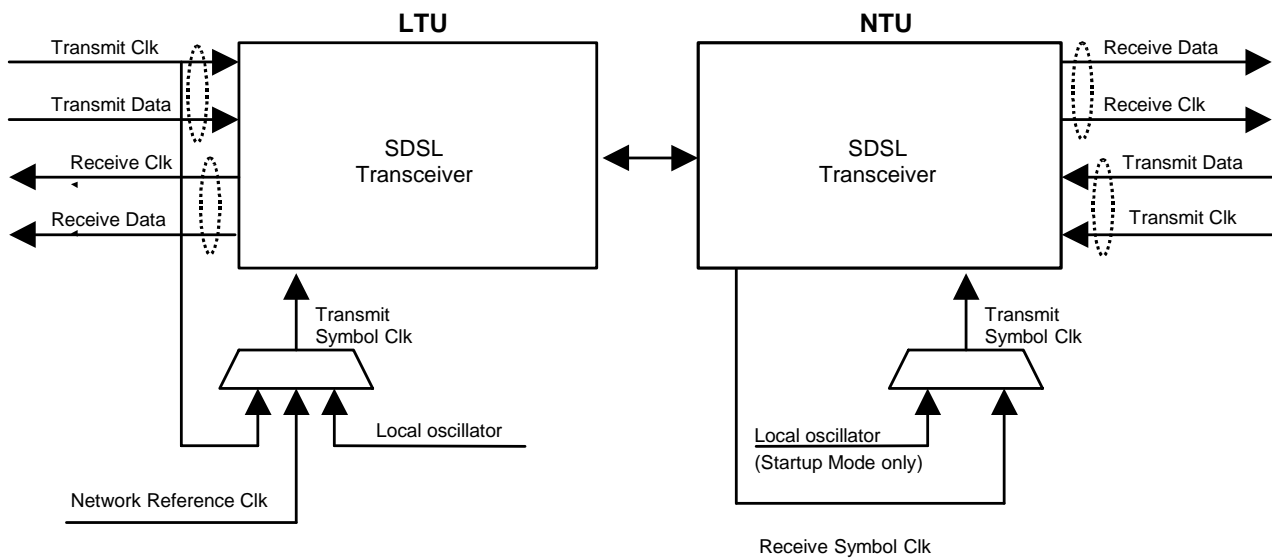 LTU
NTU
Transmit Clk
Transmit Data
Receive Clk
Receive Data
SDSL
Transceiver
SDSL
Transceiver
Receive Data
Receive Clk
Transmit Data
Transmit Clk
Transmit
Symbol Clk
Local oscillator
Network Reference Clk
Transmit
Symbol Clk
Local oscillator
(Startup Mode only)
Receive Symbol Clk